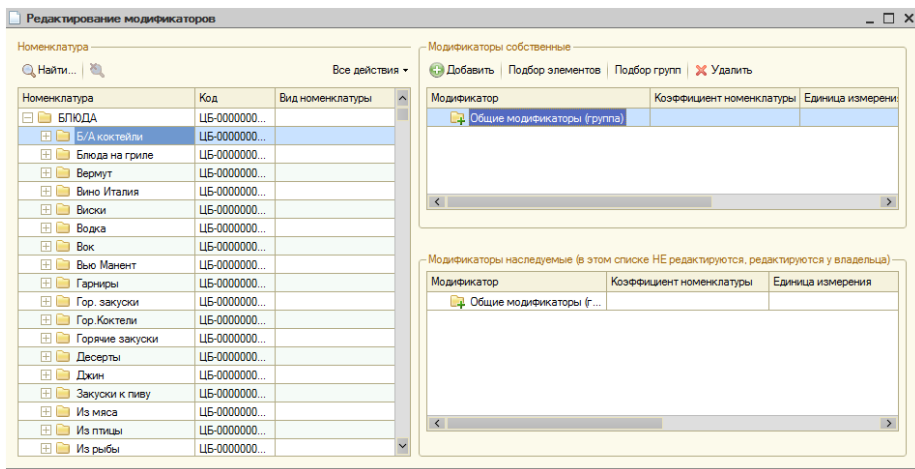 Редактирование модификаторов
Номенклатура
Найти...
Все действия
Номенклатура Код Вид номенклатуры
БЛЮДА ЦБ-0000000...
Б/А коктейли ЦБ-0000000...
Блюда на гриле ЦБ-0000000...
Вермут ЦБ-0000000...
Вино Италия ЦБ-0000000...
Виски ЦБ-0000000...
Водка ЦБ-0000000...
Вок ЦБ-0000000...
Вью Манент ЦБ-0000000...
Гарниры ЦБ-0000000...
Гор. закуски ЦБ-0000000...
Гор.Коктели ЦБ-0000000...
Горячие закуски ЦБ-0000000...
Десерты ЦБ-0000000...
Джин ЦБ-0000000...
Закуски к пиву ЦБ-0000000...
Из мяса ЦБ-0000000...
Из птицы ЦБ-0000000...
Из рыбы ЦБ-0000000...
Модификаторы собственные
Добавить Подбор элементов Подбор групп Удалить
Модификатор Коэффициент номенклатуры Единица измерени
Общие модификаторы (группа)
Модификаторы наследуемые (в этом списке НЕ редактируются, редактируются у владельца)
Модификатор Коэффициент номенклатуры Единица измерения
Общие модификаторы (г...